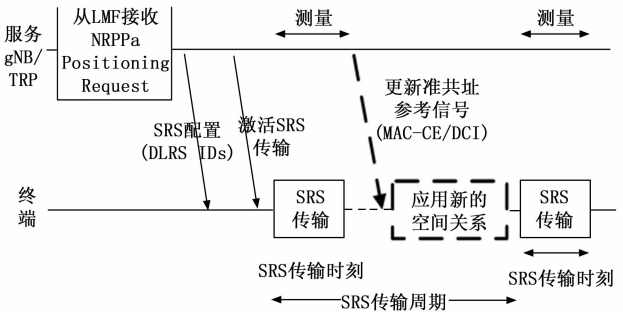 从LMF接收
NRPPa
Positioning
Request
服务
gNB/
TRP
测量
测量
SRS配置
(DLRS IDs)
激活SRS
传输
更新准共址
参考信号
(MAC-CE/DCI)
终
端
SRS
传输
应用新的
空间关系
SRS
传输
SRS传输时刻
SRS传输时刻
SRS传输周期